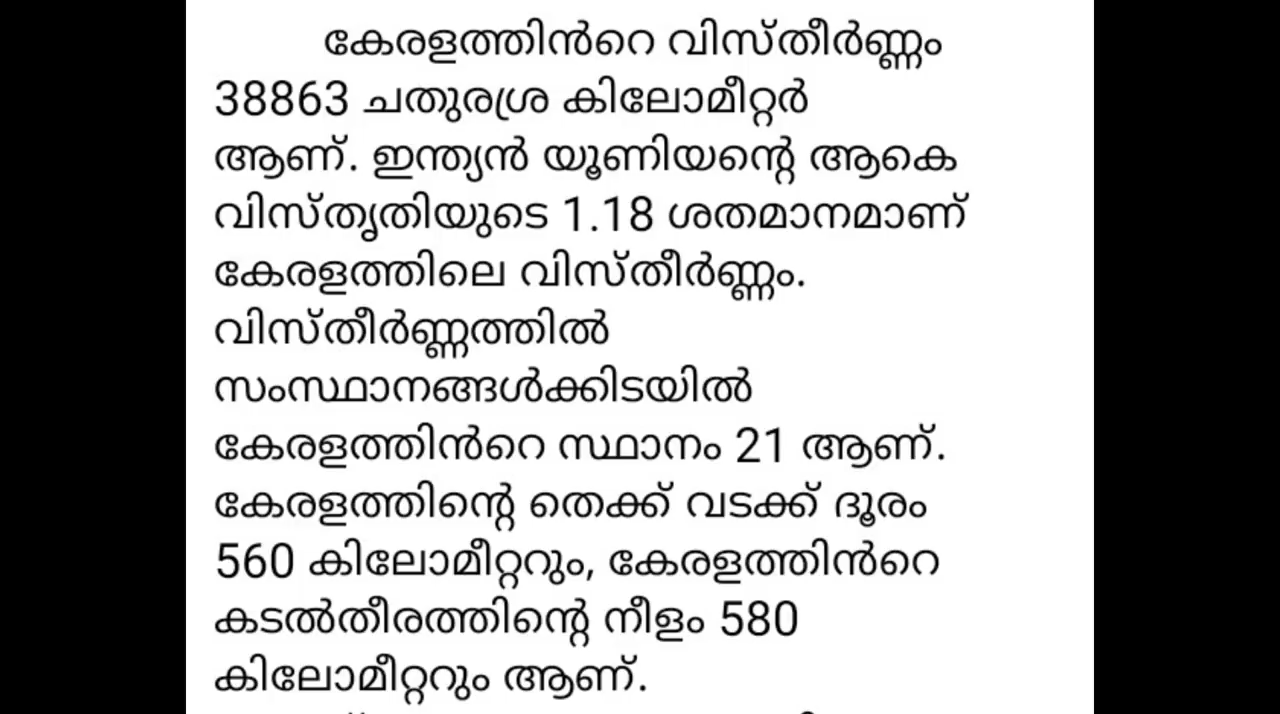 കേരളത്തിൻറെ വിസ്തീർണ്ണം
38863 ചതുരശ്ര കിലോമീറ്റർ
ആണ്. ഇന്ത്യൻ യൂണിയന്റെ ആകെ
വിസ്തൃതിയുടെ 1.18 ശതമാനമാണ്
കേരളത്തിലെ വിസ്തീർണ്ണം.
വിസ്തീർണ്ണത്തിൽ
സംസ്ഥാനങ്ങൾക്കിടയിൽ
കേരളത്തിൻറെ സ്ഥാനം 21 ആണ്.
കേരളത്തിന്റെ തെക്ക് വടക്ക് ദൂരം
560 കിലോമീറ്ററും, കേരളത്തിൻറെ
കടൽതീരത്തിന്റെ നീളം 580
കിലോമീറ്ററും ആണ്.